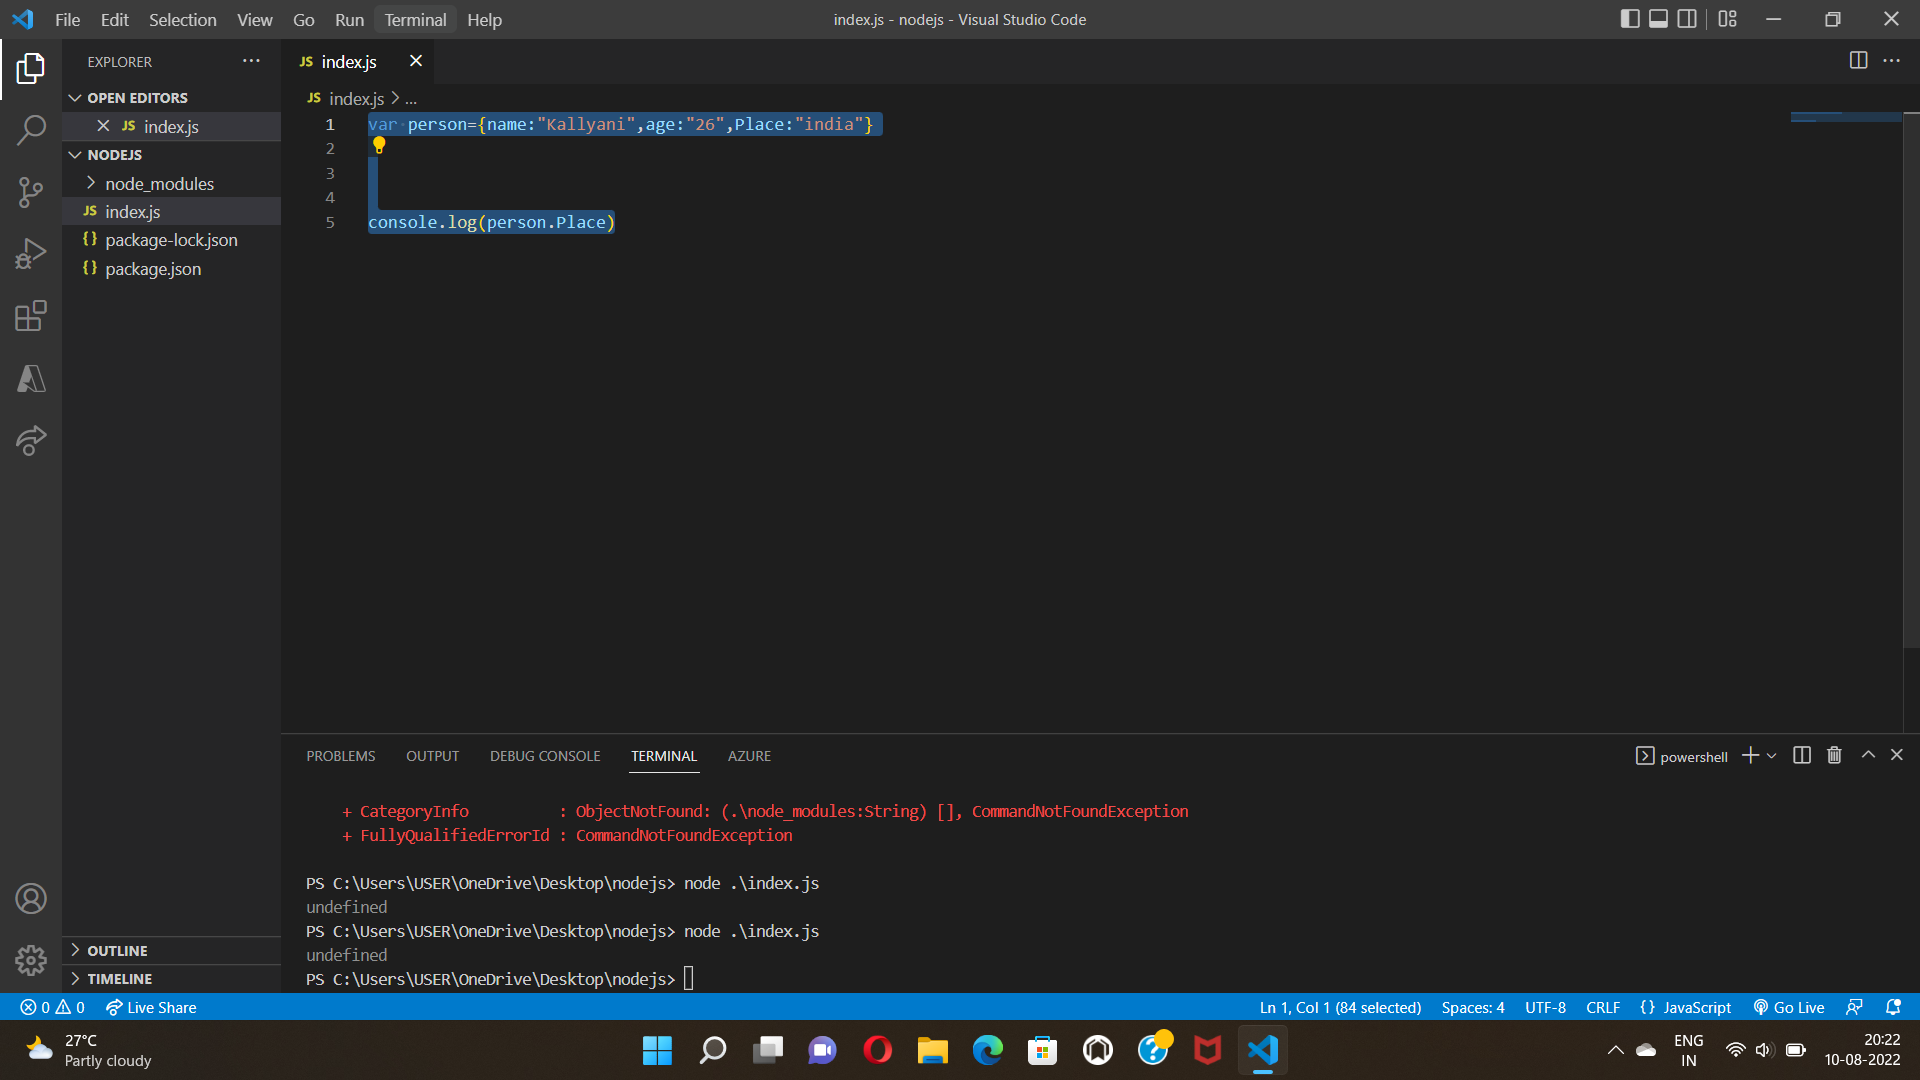 File Edit Selection View Go Run Terminal Help
index.js - nodejs - Visual Studio Code
EXPLORER
OPEN EDITORS
JS index.js
NODEJS
node_modules
JS index.js
{} package-lock.json
{} package.json
OUTLINE
TIMELINE
JS index.js
JS index.js > ...
1 var person={name:"Kallyani",age:"26",Place:"india"}
2
3
4
5 console.log(person.Place)
PROBLEMS OUTPUT DEBUG CONSOLE TERMINAL AZURE
powershell
+ CategoryInfo : ObjectNotFound: (.\node_modules:String) [], CommandNotFoundException
+ FullyQualifiedErrorId : CommandNotFoundException
PS C:\Users\USER\OneDrive\Desktop\nodejs> node .\index.js
undefined
PS C:\Users\USER\OneDrive\Desktop\nodejs> node .\index.js
undefined
PS C:\Users\USER\OneDrive\Desktop\nodejs>
0 0 Live Share
Ln 1, Col 1 (84 selected) Spaces: 4 UTF-8 CRLF {} JavaScript Go Live
27°C
Partly cloudy
ENG
IN
20:22
10-08-2022